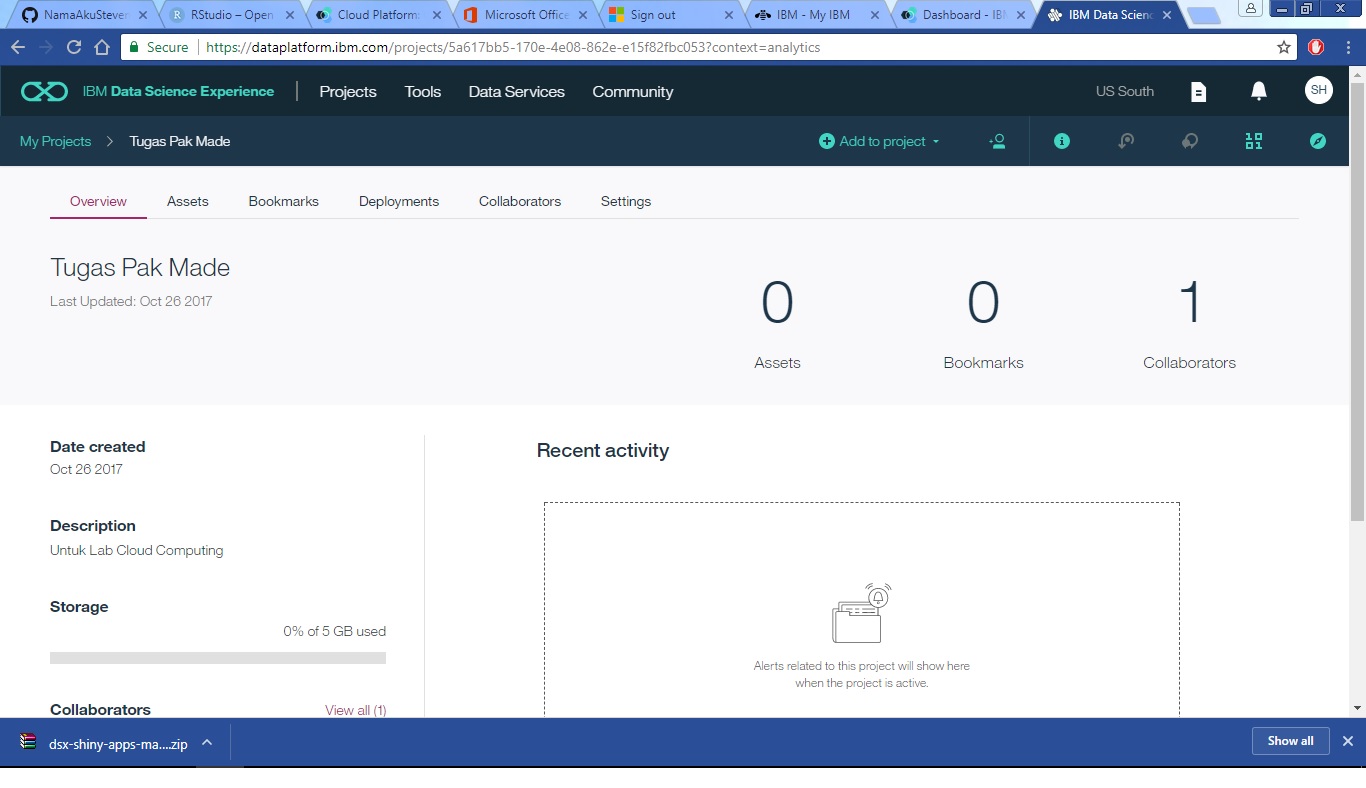 NamaAkuSteven
RStudio – Open
Cloud Platform:
Microsoft Office
Sign out
IBM - My IBM
Dashboard - IBM
IBM Data Scienc
Secure https://dataplatform.ibm.com/projects/5a617bb5-170e-4e08-862e-e15f82fbc053?context=analytics
IBM Data Science Experience Projects Tools Data Services Community US South SH
My Projects > Tugas Pak Made Add to project
Overview Assets Bookmarks Deployments Collaborators Settings
Tugas Pak Made
Last Updated: Oct 26 2017
0 0 1
Assets Bookmarks Collaborators
Date created
Oct 26 2017
Description
Untuk Lab Cloud Computing
Storage
0% of 5 GB used
Collaborators View all (1)
Recent activity
Alerts related to this project will show here
when the project is active.
dsx-shiny-apps-ma....zip Show all